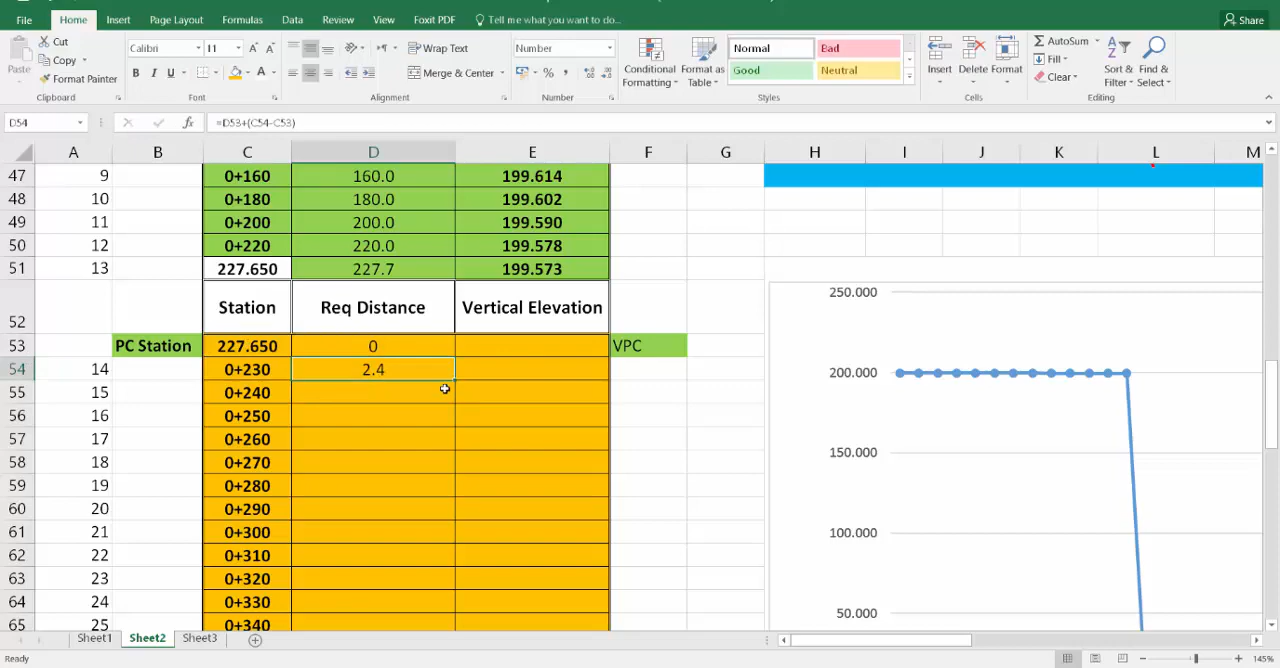 File Home Insert Page Layout Formulas Data Review View Foxit PDF Tell me what you want to do... Share
Cut
Copy
Format Painter
Paste
Clipboard
Calibri 11
B I U
Font
Wrap Text
Merge & Center
Alignment
Number
%
Number
Conditional Formatting
Format as Table
Normal Bad
Good Neutral
Styles
Insert Delete Format
Cells
AutoSum
Fill
Clear
Sort & Filter
Find & Select
Editing
D54 fx =D53+(C54-C53)
A B C D E F G H I J K L M
47 9 0+160 160.0 199.614
48 10 0+180 180.0 199.602
49 11 0+200 200.0 199.590
50 12 0+220 220.0 199.578
51 13 227.650 227.7 199.573
52 Station Req Distance Vertical Elevation
53 PC Station 227.650 0 VPC
54 14 0+230 2.4
55 15 0+240
56 16 0+250
57 17 0+260
58 18 0+270
59 19 0+280
60 20 0+290
61 21 0+300
62 22 0+310
63 23 0+320
64 24 0+330
65 25 0+340
250.000
200.000
150.000
100.000
50.000
Sheet1 Sheet2 Sheet3
Ready 145%